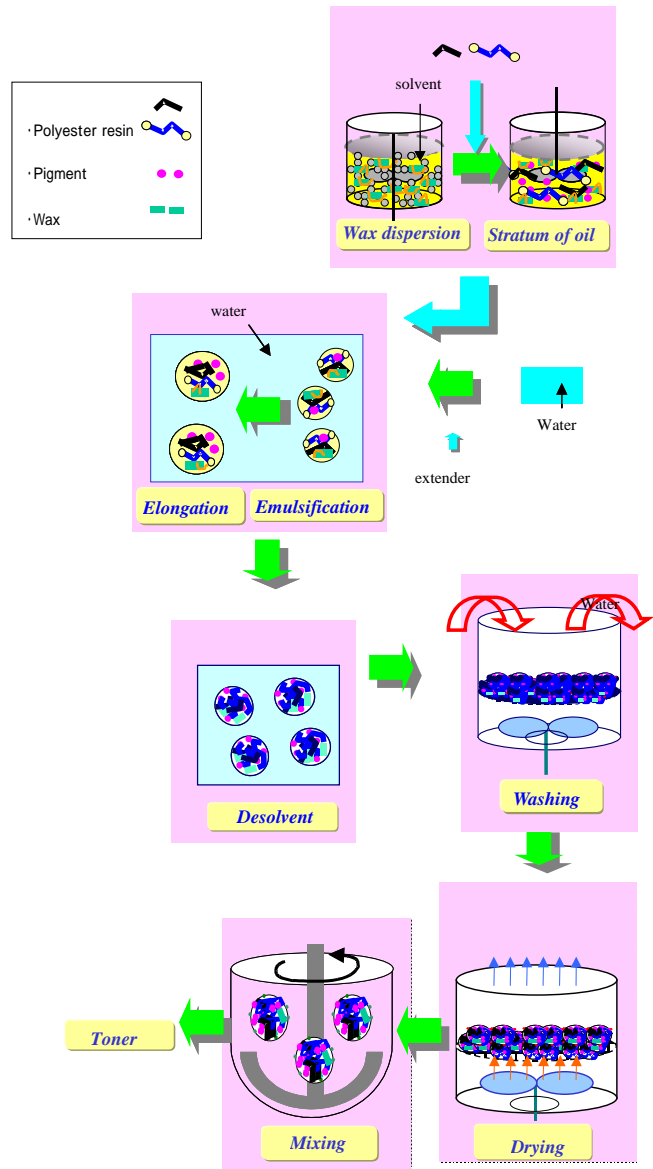 solvent
·Polyester resin
·Pigment
·Wax
Wax dispersion
Stratum of oil
water
Water
extender
Elongation
Emulsification
Water
Desolvent
Washing
Toner
Mixing
Drying